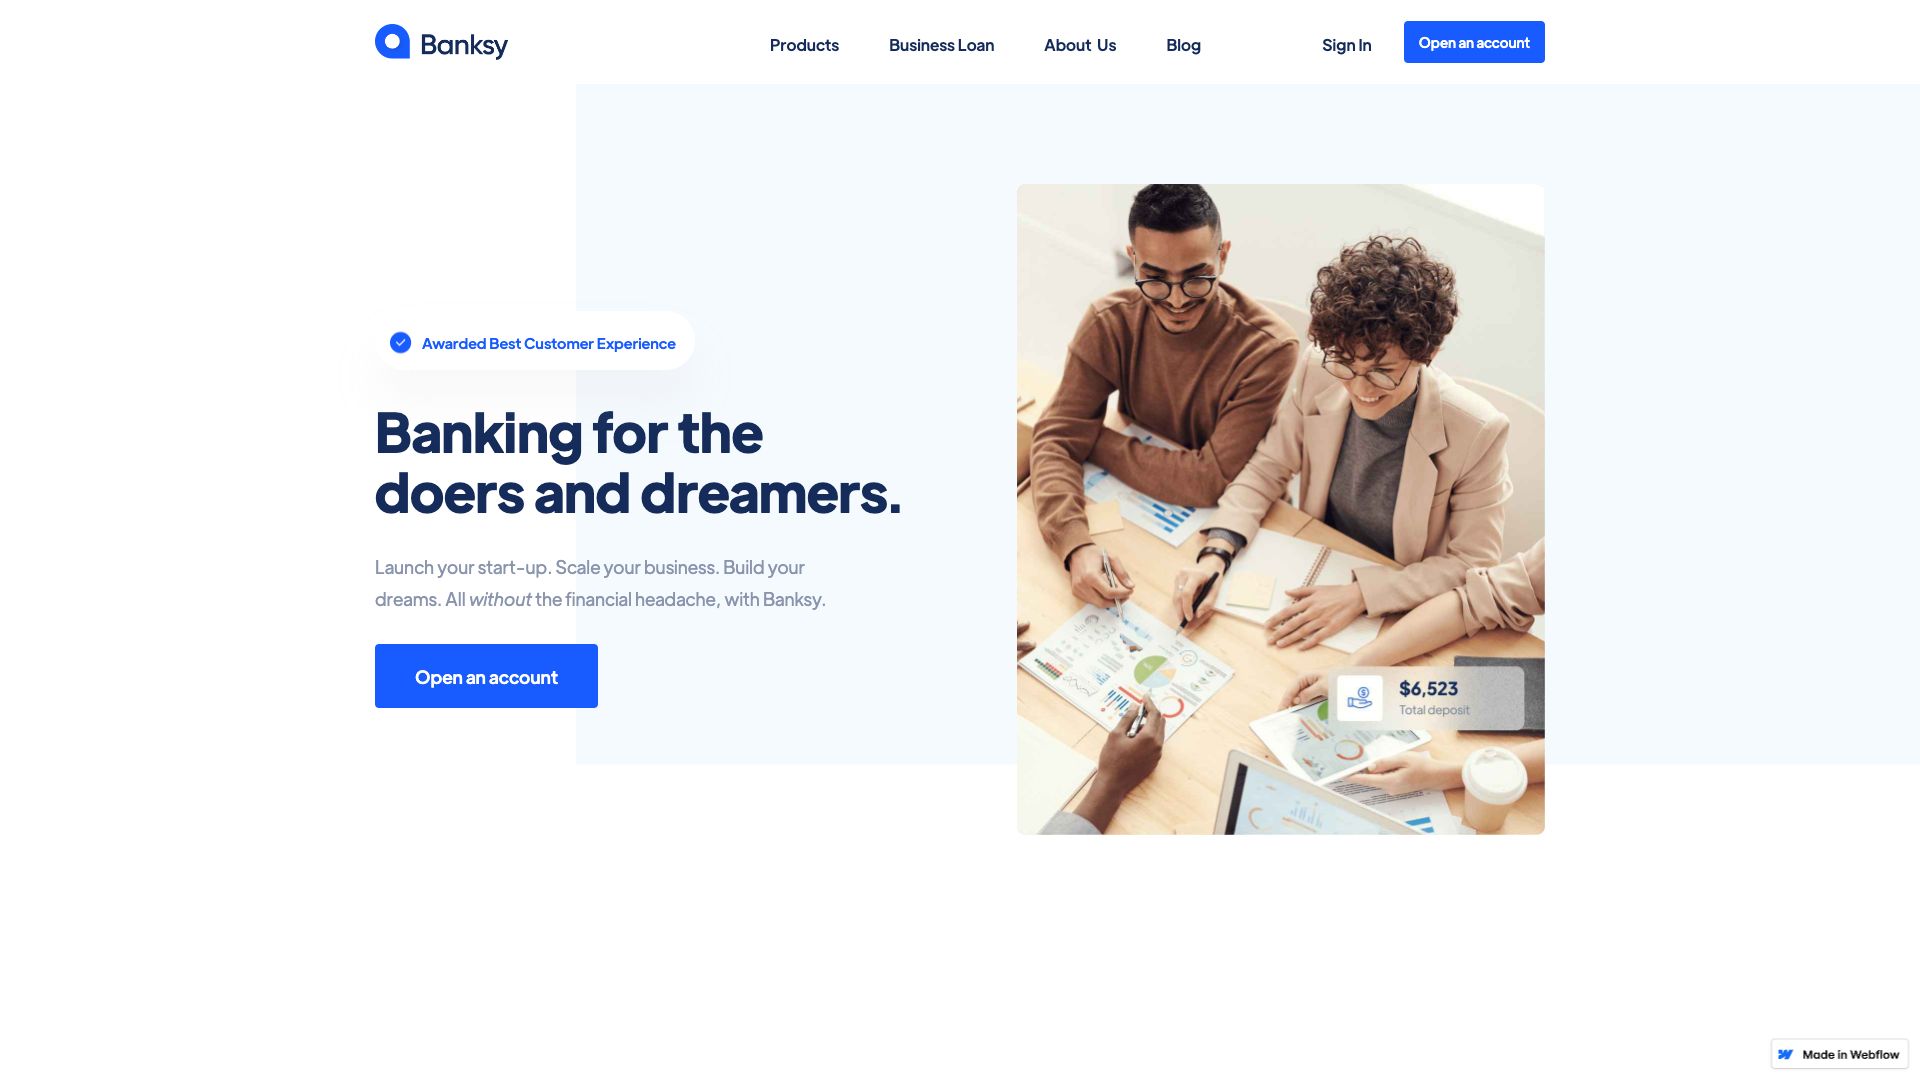 Banksy
Products
Business Loan
About Us
Blog
Sign In
Open an account
Awarded Best Customer Experience
Banking for the
doers and dreamers.
Launch your start-up. Scale your business. Build your
dreams. All without the financial headache, with Banksy.
Open an account
$6,523
Total deposit
Made in Webflow